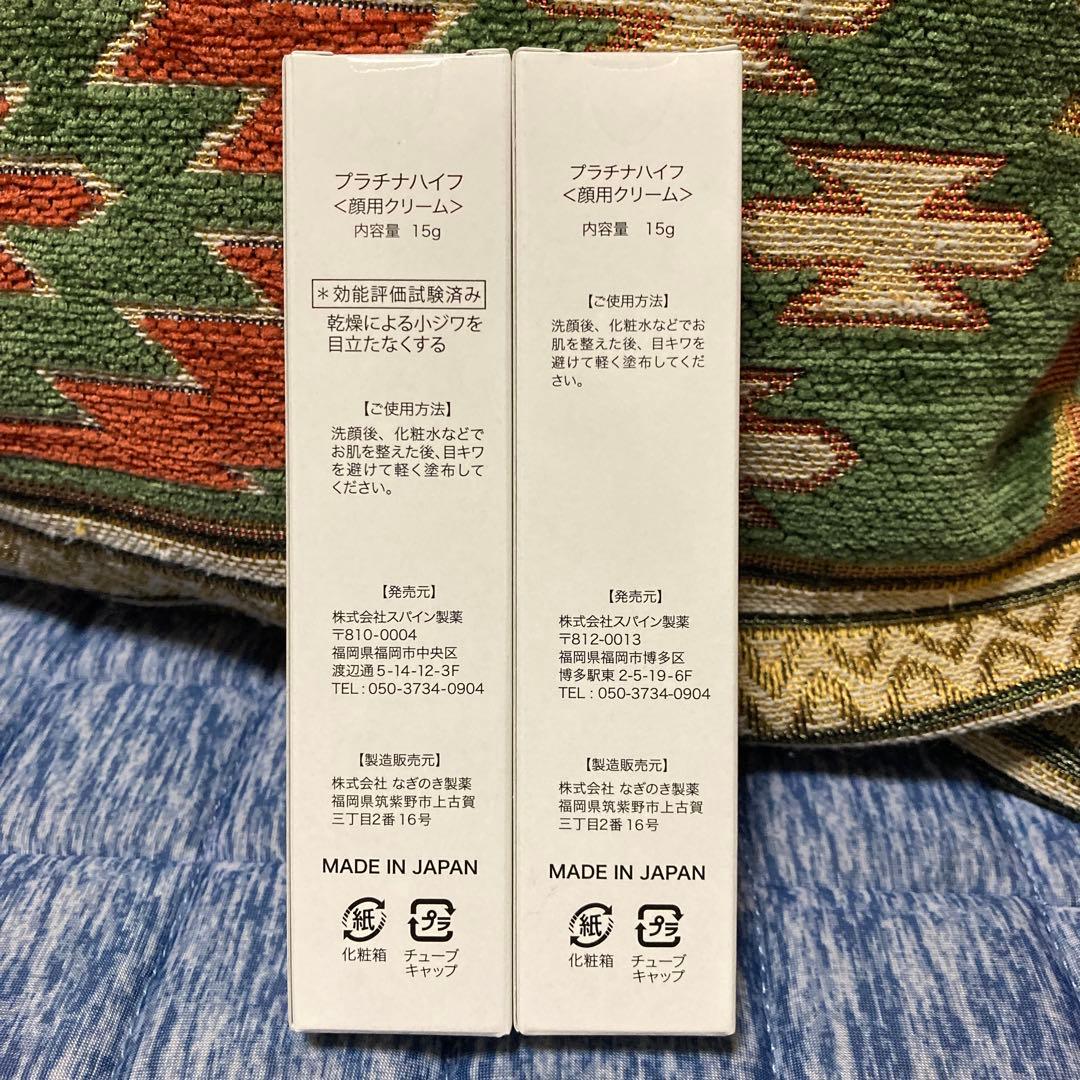 プラチナハイフ
<顔用クリーム>
内容量 15g
*効能評価試験済み
乾燥による小ジワを
目立たなくする
【ご使用方法】
洗顔後、化粧水などで
お肌を整えた後、目キワ
を避けて軽く塗布して
ください。
【発売元】
株式会社スパイン製薬
〒810-0004
福岡県福岡市中央区
渡辺通5-14-12-3F
TEL : 050-3734-0904
【製造販売元】
株式会社 なぎのき製薬
福岡県筑紫野市上古賀
三丁目2番16号
MADE IN JAPAN
紙
化粧箱
プラ
チューブ
キャップ
プラチナハイフ
<顔用クリーム>
内容量 15g
【ご使用方法】
洗顔後、化粧水などでお
肌を整えた後、目キワを
避けて軽く塗布してくだ
さい。
【発売元】
株式会社スパイン製薬
〒812-0013
福岡県福岡市博多区
博多駅東 2-5-19-6F
TEL : 050-3734-0904
【製造販売元】
株式会社 なぎのき製薬
福岡県筑紫野市上古賀
三丁目2番16号
MADE IN JAPAN
紙
化粧箱
プラ
チューブ
キャップ